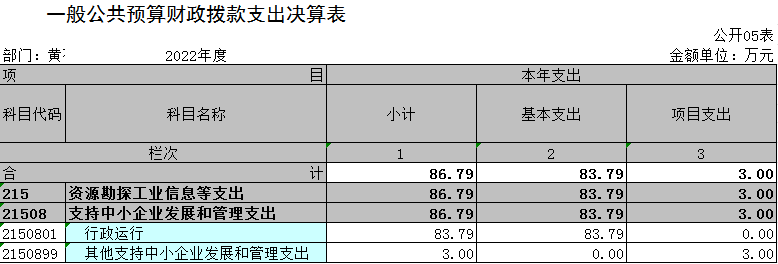 一般公共预算财政拨款支出决算表
公开05表
部门：黄 2022年度 金额单位：万元
项 目 本年支出
科目代码 科目名称 小计 基本支出 项目支出
栏次 1 2 3
合 计 86.79 83.79 3.00
215 资源勘探工业信息等支出 86.79 83.79 3.00
21508 支持中小企业发展和管理支出 86.79 83.79 3.00
2150801 行政运行 83.79 83.79 0.00
2150899 其他支持中小企业发展和管理支出 3.00 0.00 3.00